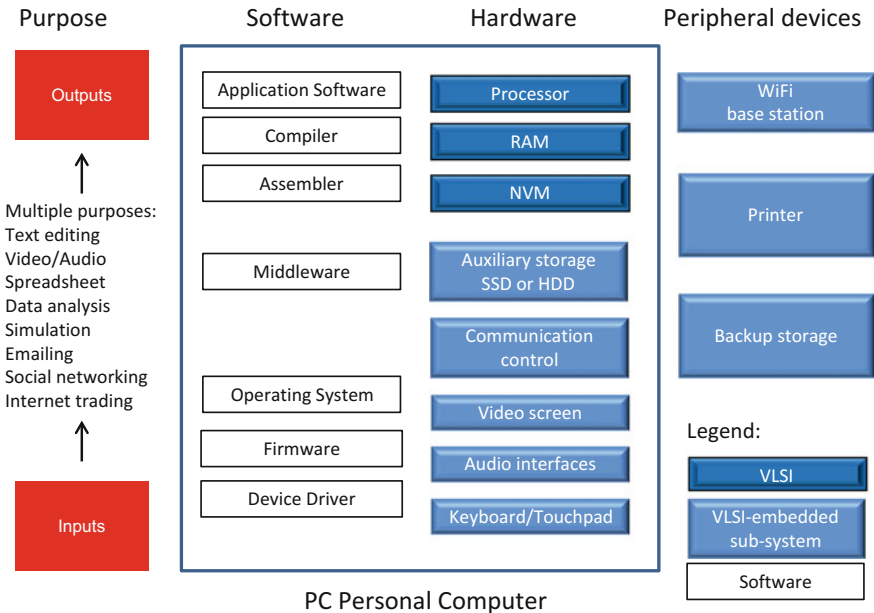 Purpose
Software
Hardware
Peripheral devices
Outputs
Multiple purposes:
Text editing
Video/Audio
Spreadsheet
Data analysis
Simulation
Emailing
Social networking
Internet trading
Inputs
Application Software
Compiler
Assembler
Middleware
Operating System
Firmware
Device Driver
Processor
RAM
NVM
Auxiliary storage
SSD or HDD
Communication
control
Video screen
Audio interfaces
Keyboard/Touchpad
WiFi
base station
Printer
Backup storage
Legend:
VLSI
VLSI-embedded
sub-system
Software
PC Personal Computer